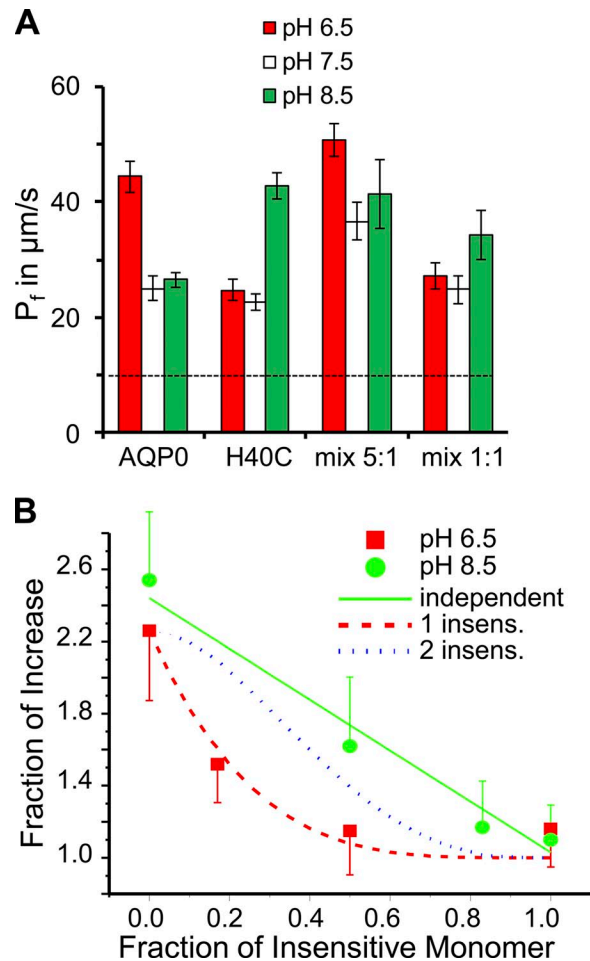 A
pH 6.5
pH 7.5
pH 8.5
P_f in µm/s
60
40
20
0
AQP0 H40C mix 5:1 mix 1:1
B
pH 6.5
pH 8.5
independent
1 insens.
2 insens.
Fraction of Increase
2.6
2.2
1.8
1.4
1.0
0.0 0.2 0.4 0.6 0.8 1.0
Fraction of Insensitive Monomer